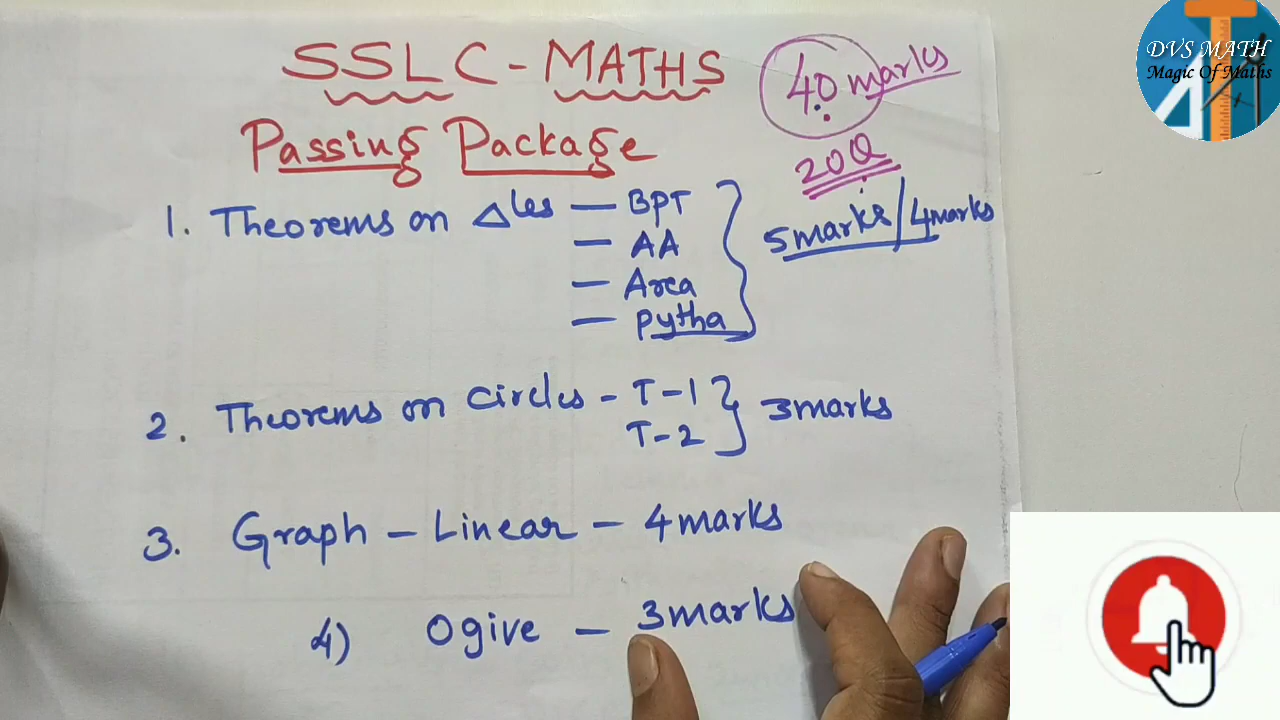 SSLC - MATHS
40 marks
Passing Package
20Q
1. Theorems on △les — BPT
— AA
— Area
— Pytha
5marks/4marks
2. Theorems on circles - T-1
T-2
3marks
3. Graph - Linear - 4marks
4) Ogive - 3marks
DVS MATH
Magic Of Maths